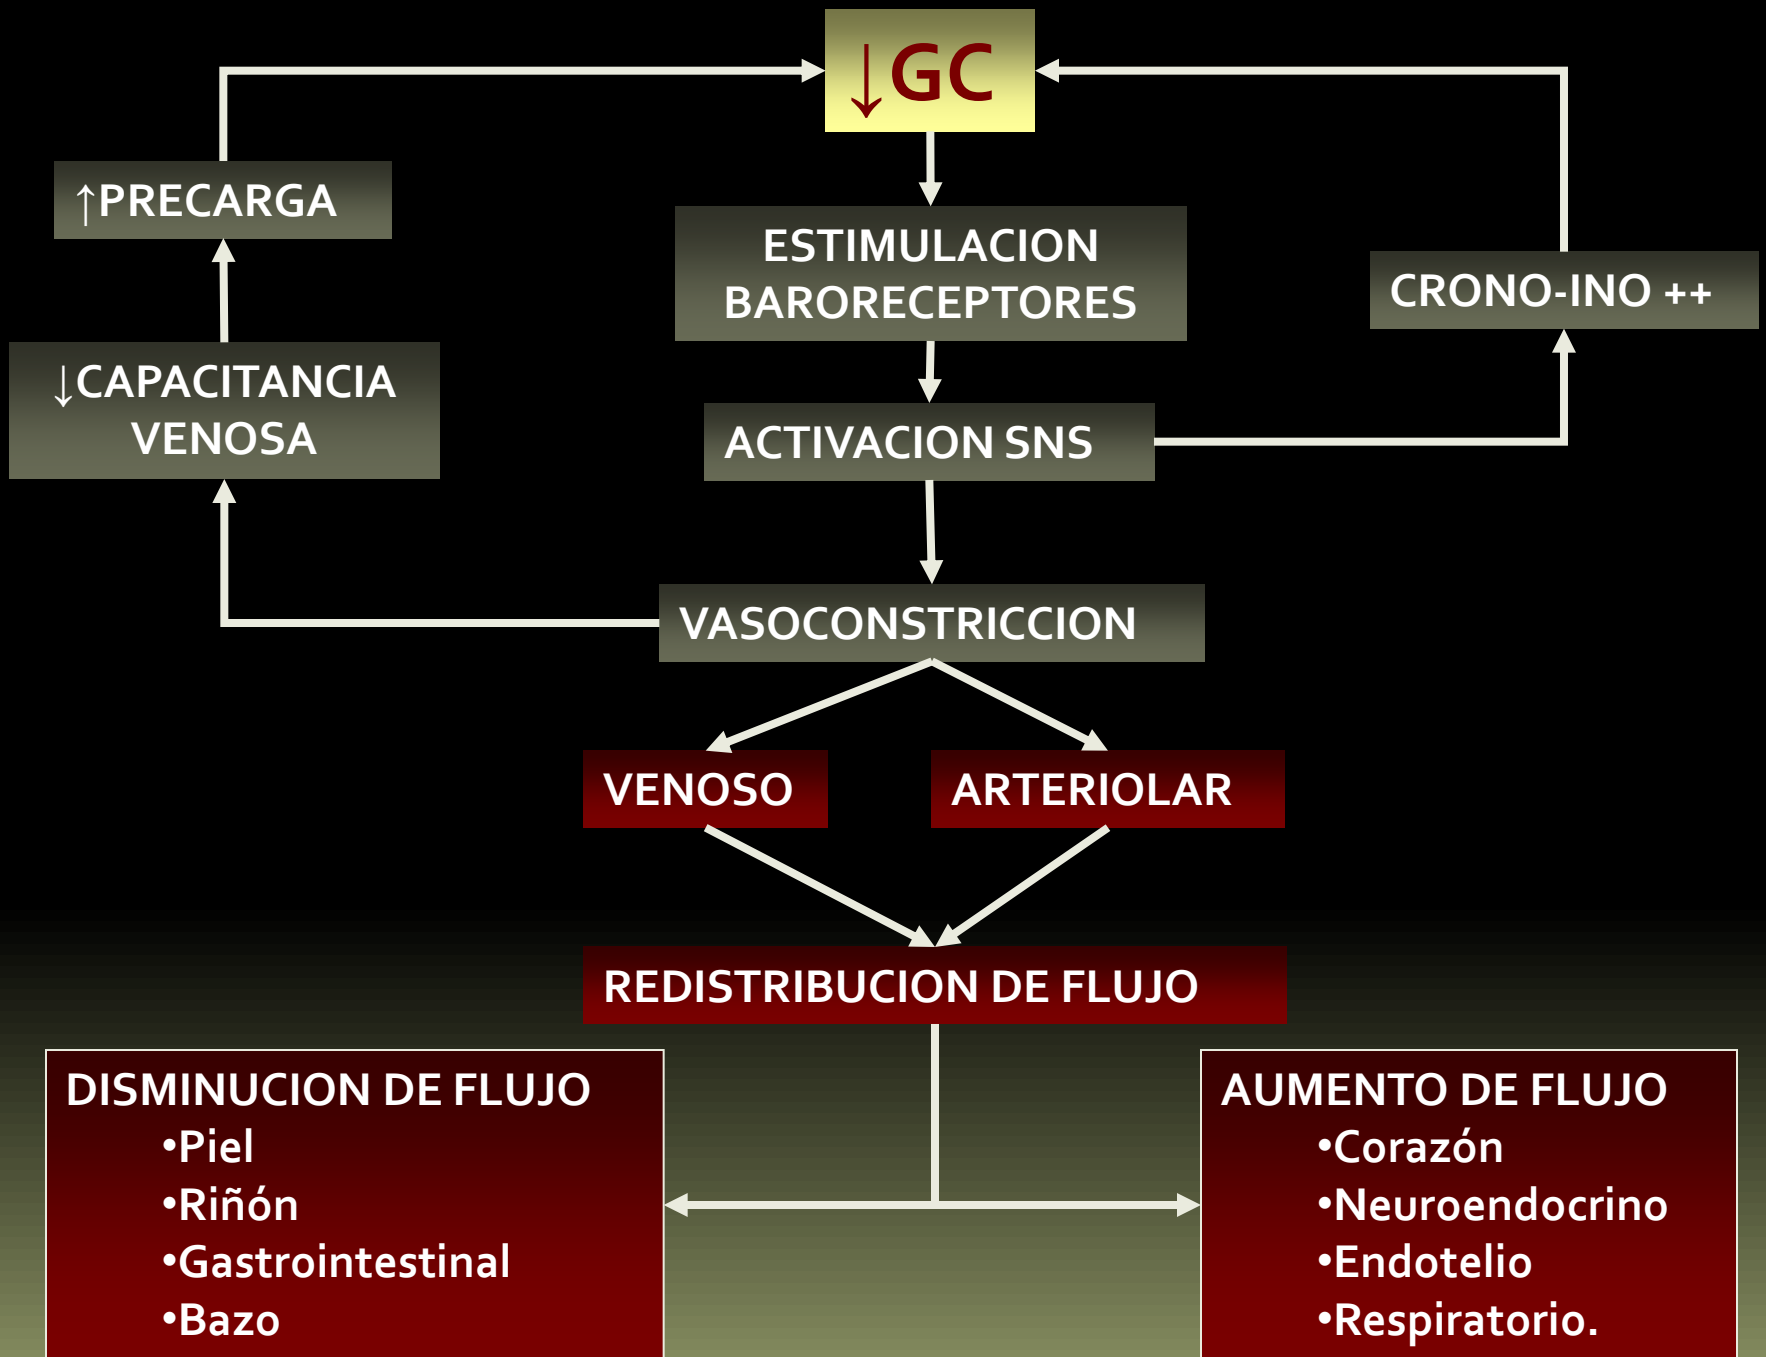 ↓GC
↑PRECARGA
ESTIMULACION
BARORECEPTORES
CRONO-INO ++
↓CAPACITANCIA
VENOSA
ACTIVACION SNS
VASOCONSTRICCION
VENOSO
ARTERIOLAR
REDISTRIBUCION DE FLUJO
DISMINUCION DE FLUJO
•Piel
•Riñón
•Gastrointestinal
•Bazo
AUMENTO DE FLUJO
•Corazón
•Neuroendocrino
•Endotelio
•Respiratorio.